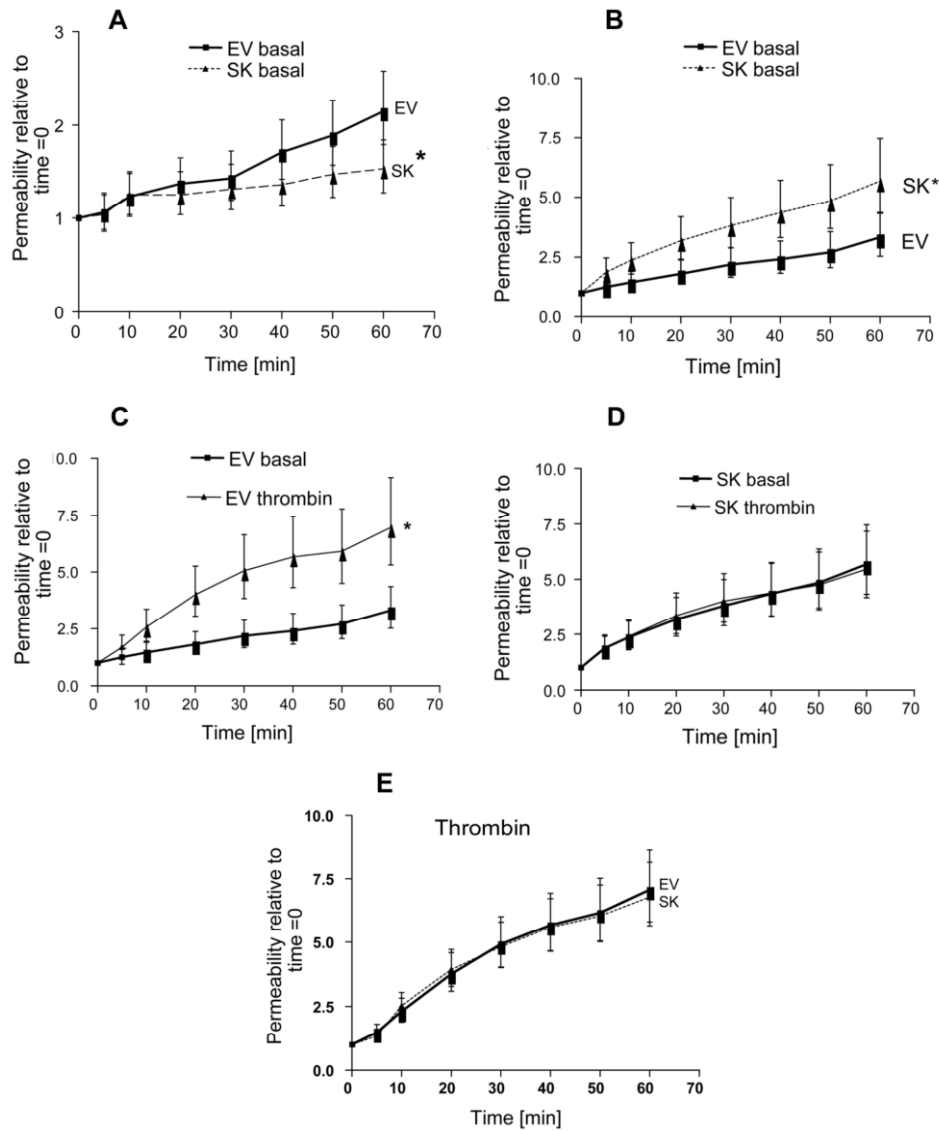 A
EV basal
SK basal
3
2
1
0
EV
SK
*
0 10 20 30 40 50 60 70
Time [min]
Permeability relative to
time =0
B
EV basal
SK basal
10.0
7.5
5.0
2.5
0.0
SK*
EV
0 10 20 30 40 50 60 70
Time [min]
Permeability relative to
time =0
C
EV basal
EV thrombin
10.0
7.5
5.0
2.5
0.0
*
0 10 20 30 40 50 60 70
Time [min]
Permeability relative to
time =0
D
SK basal
SK thrombin
10.0
7.5
5.0
2.5
0.0
0 10 20 30 40 50 60 70
Time [min]
Permeability relative to
time =0
E
Thrombin
10.0
7.5
5.0
2.5
0.0
EV
SK
0 10 20 30 40 50 60 70
Time [min]
Permeability relative to
time =0